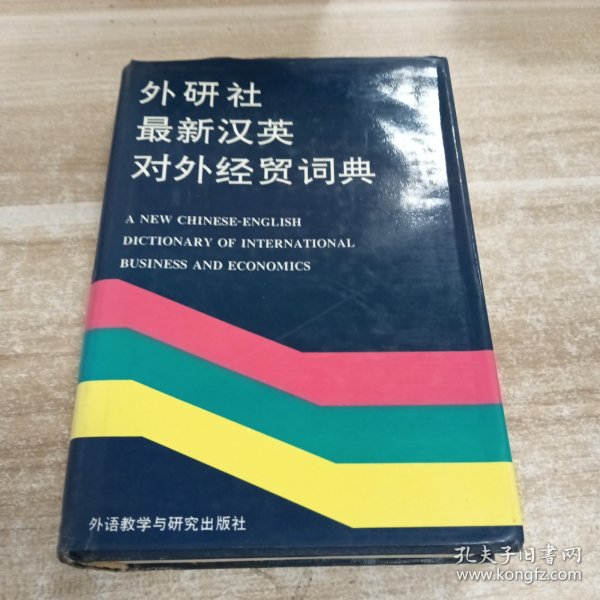 外研社
最新汉英
对外经贸词典
A NEW CHINESE-ENGLISH
DICTIONARY OF INTERNATIONAL
BUSINESS AND ECONOMICS
外语教学与研究出版社
孔夫子旧书网
www.kongfz.com